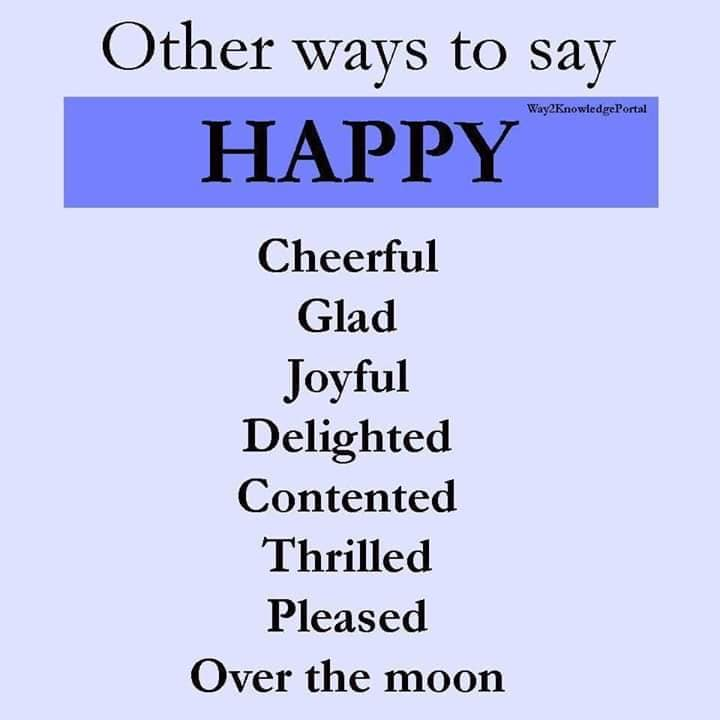 Other ways to say
Way2KnowledgePortal
HAPPY
Cheerful
Glad
Joyful
Delighted
Contented
Thrilled
Pleased
Over the moon